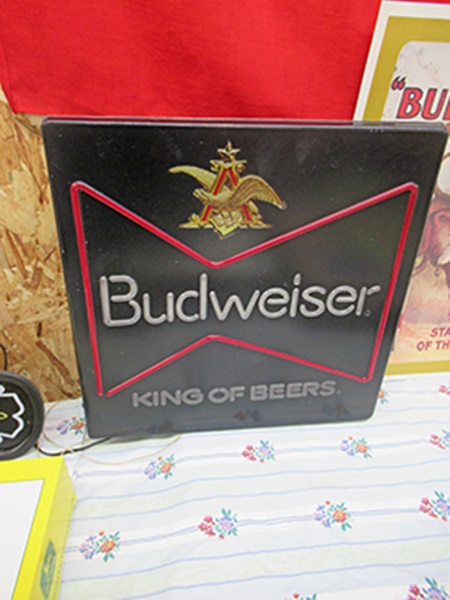 Budweiser®
KING OF BEERS®
"BU
STA
OF TH